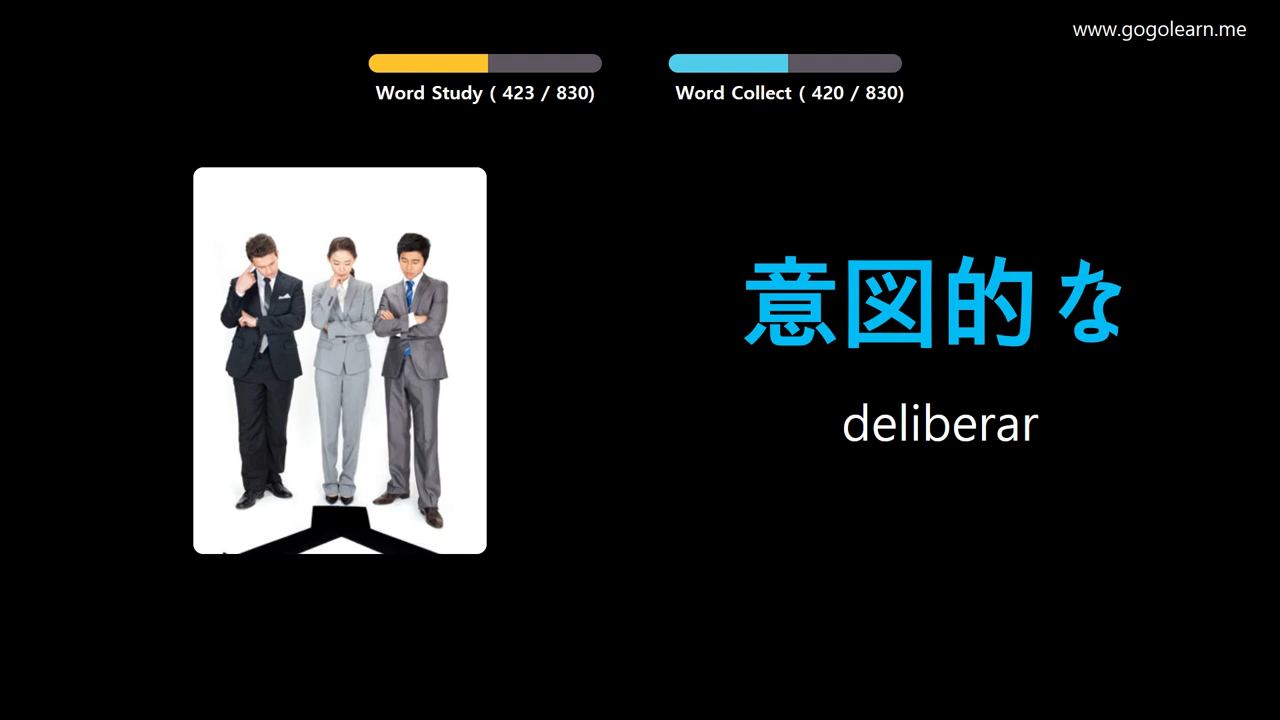 www.gogolearn.me
Word Study ( 423 / 830)
Word Collect ( 420 / 830)
意図的な
deliberar